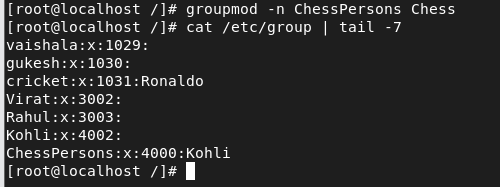 [root@localhost /]# groupmod -n ChessPersons Chess
[root@localhost /]# cat /etc/group | tail -7
vaishala:x:1029:
gukesh:x:1030:
cricket:x:1031:Ronaldo
Virat:x:3002:
Rahul:x:3003:
Kohli:x:4002:
ChessPersons:x:4000:Kohli
[root@localhost /]#